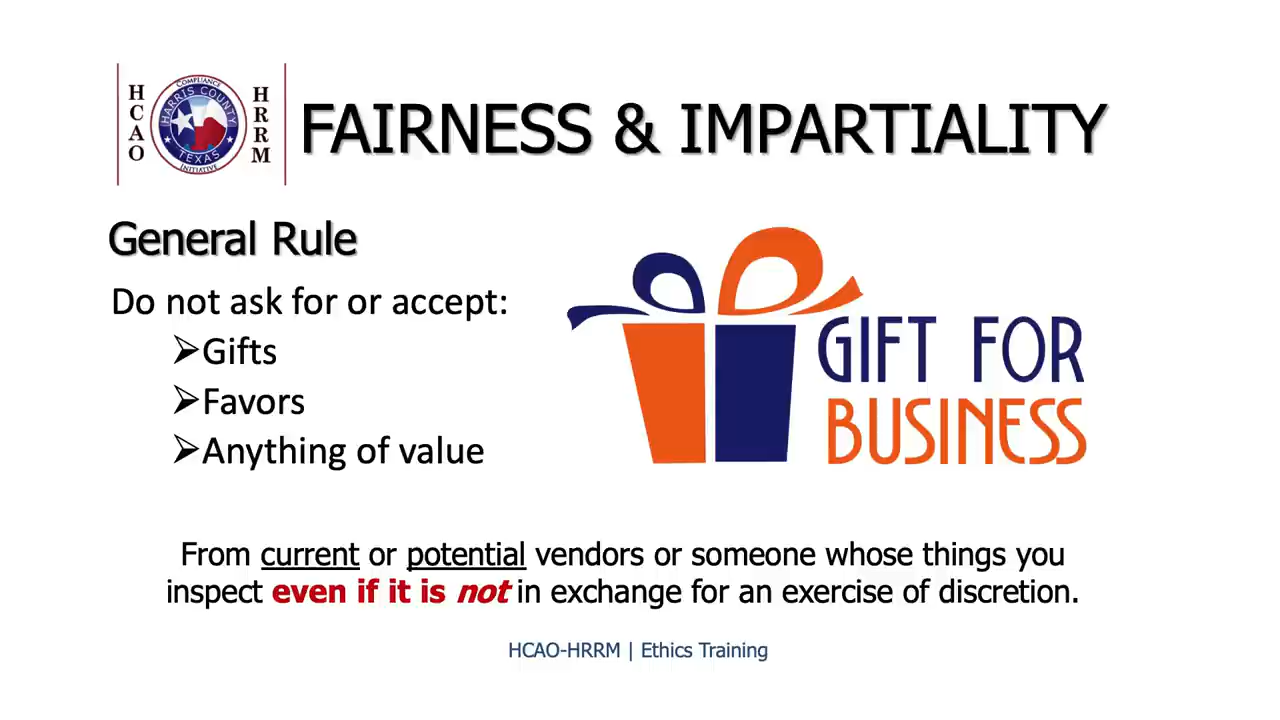 HCAO
COMPLIANCE
HARRIS COUNTY
TEXAS
INITIATIVE
HRRM
FAIRNESS & IMPARTIALITY
General Rule
Do not ask for or accept:
➢Gifts
➢Favors
➢Anything of value
GIFT FOR
BUSINESS
From current or potential vendors or someone whose things you
inspect even if it is not in exchange for an exercise of discretion.
HCAO-HRRM | Ethics Training